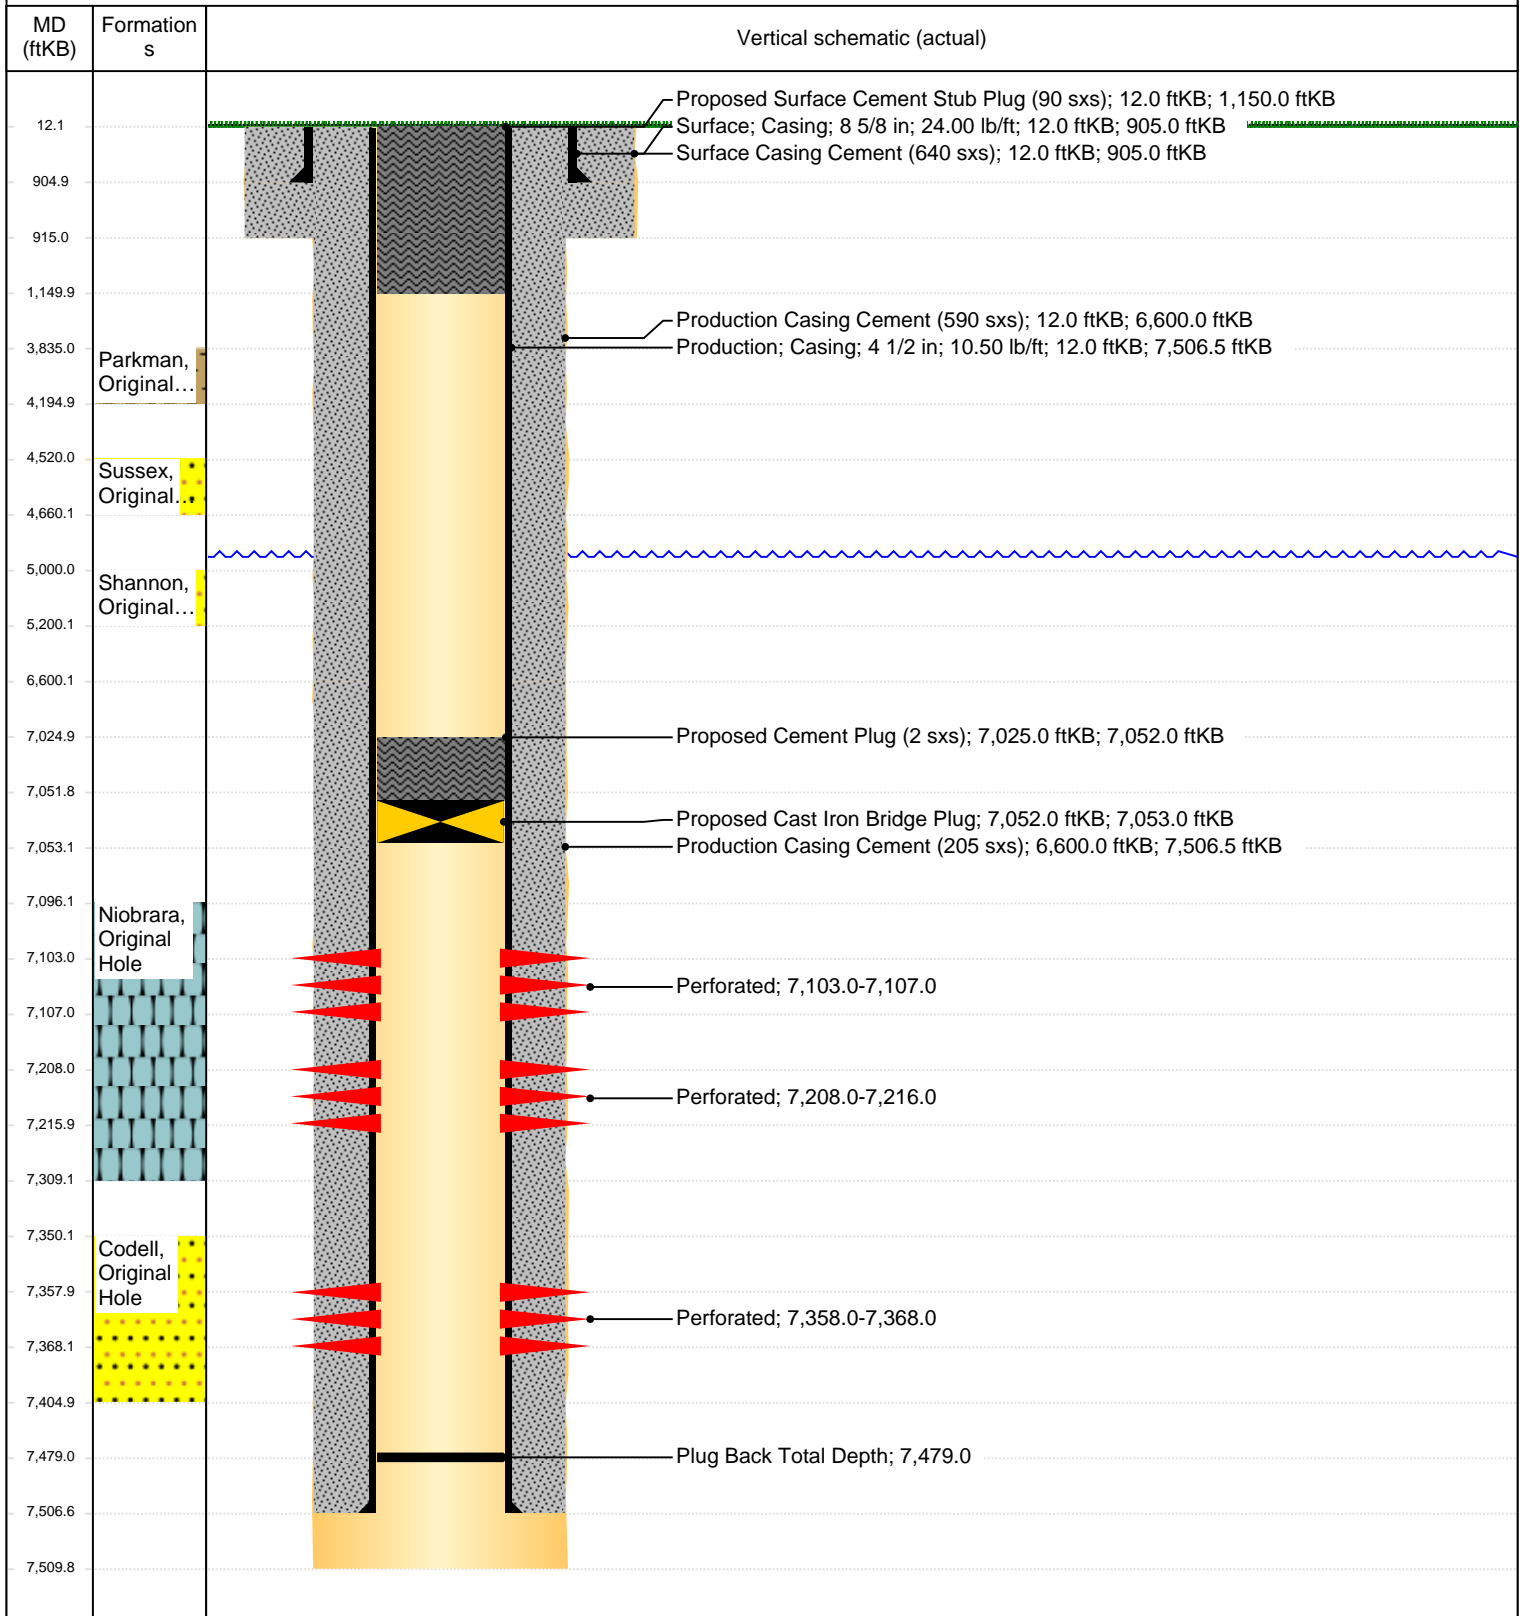 MD
(ftKB)
Formation
s
Vertical schematic (actual)
Proposed Surface Cement Stub Plug (90 sxs); 12.0 ftKB; 1,150.0 ftKB
12.1
Surface; Casing; 8 5/8 in; 24.00 lb/ft; 12.0 ftKB; 905.0 ftKB
Surface Casing Cement (640 sxs); 12.0 ftKB; 905.0 ftKB
904.9
915.0
1,149.9
Production Casing Cement (590 sxs); 12.0 ftKB; 6,600.0 ftKB
3,835.0
Production; Casing; 4 1/2 in; 10.50 lb/ft; 12.0 ftKB; 7,506.5 ftKB
Parkman,
Original…
4,194.9
4,520.0
Sussex,
Original…
4,660.1
5,000.0
Shannon,
Original…
5,200.1
6,600.1
7,024.9
Proposed Cement Plug (2 sxs); 7,025.0 ftKB; 7,052.0 ftKB
7,051.8
Proposed Cast Iron Bridge Plug; 7,052.0 ftKB; 7,053.0 ftKB
7,053.1
Production Casing Cement (205 sxs); 6,600.0 ftKB; 7,506.5 ftKB
7,096.1
Niobrara,
Original
Hole
7,103.0
Perforated; 7,103.0-7,107.0
7,107.0
7,208.0
Perforated; 7,208.0-7,216.0
7,215.9
7,309.1
7,350.1
Codell,
Original
Hole
7,357.9
Perforated; 7,358.0-7,368.0
7,368.1
7,404.9
7,479.0
Plug Back Total Depth; 7,479.0
7,506.6
7,509.8